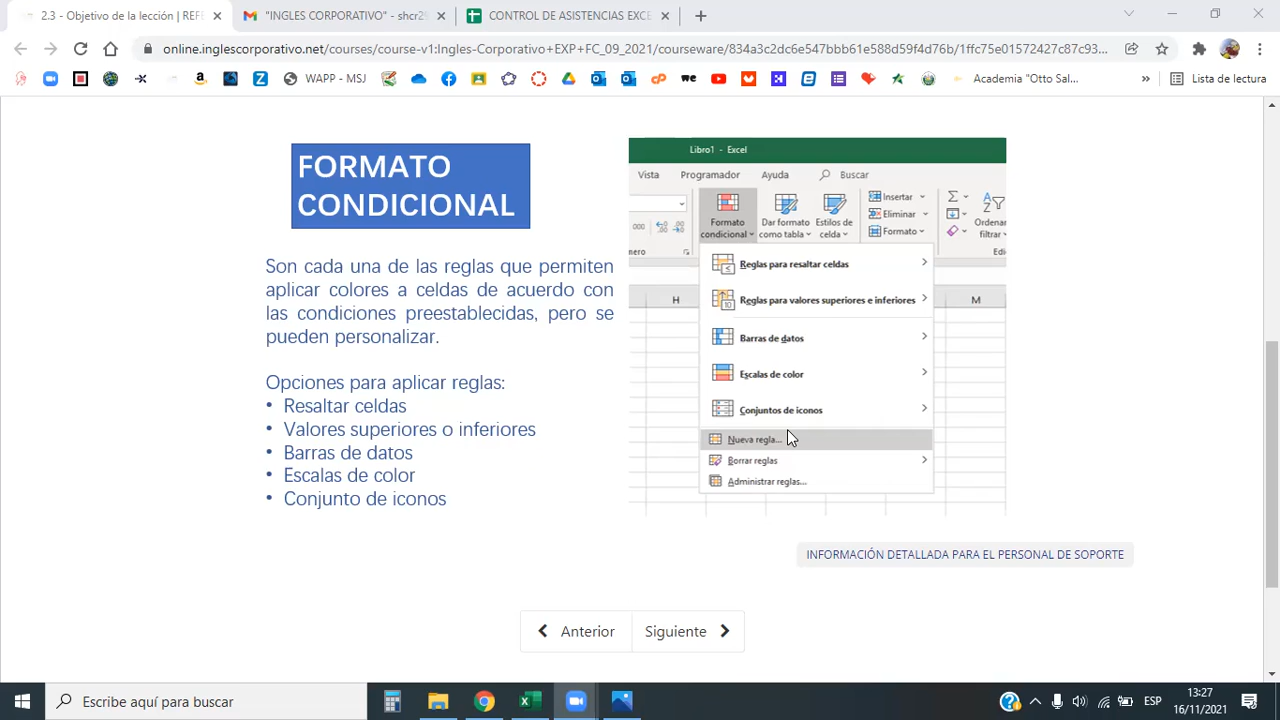 2.3 - Objetivo de la lección | REFE
"INGLES CORPORATIVO" - shcr25
CONTROL DE ASISTENCIAS EXCE
online.inglescorporativo.net/courses/course-v1:Ingles-Corporativo+EXP+FC_09_2021/courseware/834a3c2dc6e547bbb61e588d59f4d76b/1ffc75e01572427c87c93...
WAPP - MSJ
Academia "Otto Sal...
»
Lista de lectura
FORMATO
CONDICIONAL
Son cada una de las reglas que permiten
aplicar colores a celdas de acuerdo con
las condiciones preestablecidas, pero se
pueden personalizar.
Opciones para aplicar reglas:
• Resaltar celdas
• Valores superiores o inferiores
• Barras de datos
• Escalas de color
• Conjunto de iconos
Libro1 - Excel
Vista Programador Ayuda Buscar
Formato
condicional
Dar formato
como tabla
Estilos de
celda
Insertar
Eliminar
Formato
Ordenar
filtrar
mero
Reglas para resaltar celdas
Reglas para valores superiores e inferiores
Barras de datos
Escalas de color
Conjuntos de iconos
Nueva regla...
Borrar reglas
Administrar reglas...
H
M
INFORMACIÓN DETALLADA PARA EL PERSONAL DE SOPORTE
Anterior
Siguiente
Escribe aquí para buscar
ESP
13:27
16/11/2021